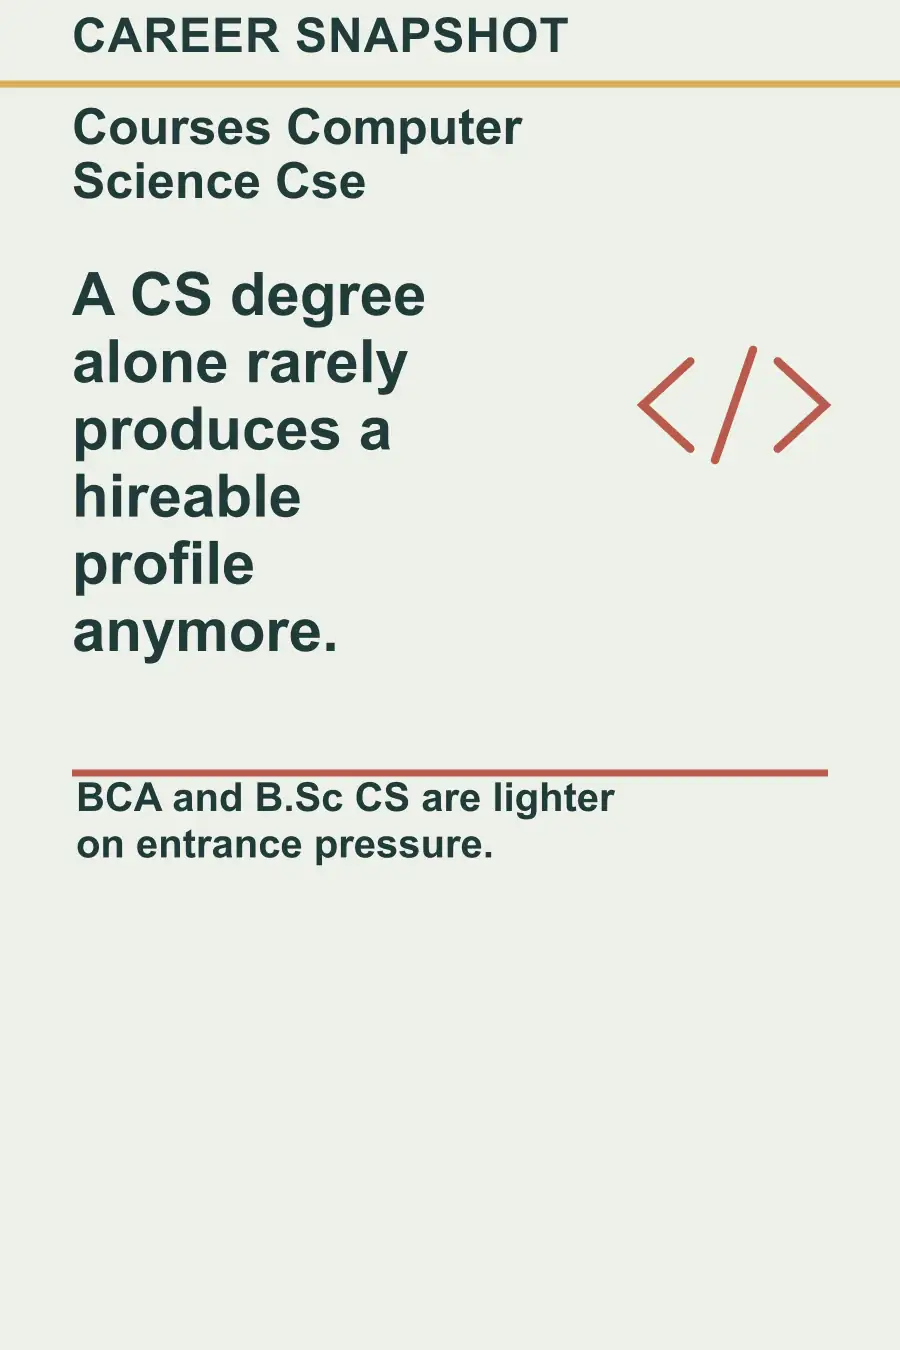 CAREER SNAPSHOT
Courses Computer
Science Cse
A CS degree
alone rarely
produces a
hireable
profile
anymore.
BCA and B.Sc CS are lighter
on entrance pressure.